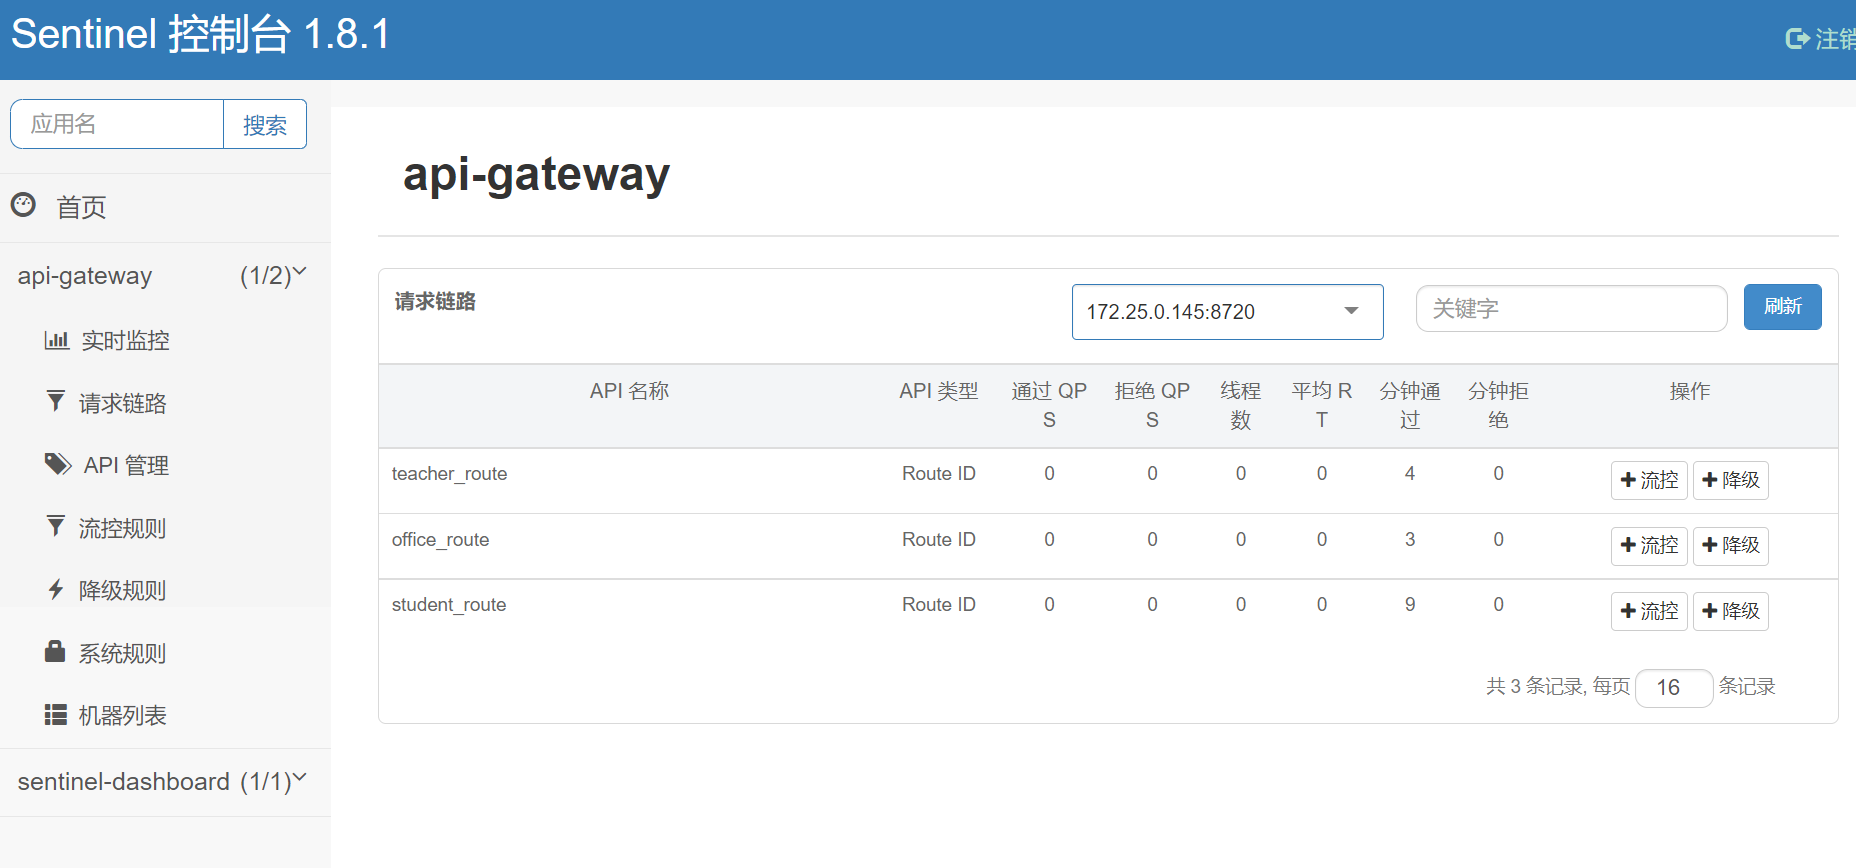 Sentinel 控制台 1.8.1
注销
应用名
搜索
首页
api-gateway (1/2)
实时监控
请求链路
API 管理
流控规则
降级规则
系统规则
机器列表
sentinel-dashboard (1/1)
api-gateway
请求链路
172.25.0.145:8720
关键字
刷新
API 名称 API 类型 通过 QPS 拒绝 QPS 线程数 平均 RT 分钟通过 分钟拒绝 操作
teacher_route Route ID 0 0 0 0 4 0 流控 降级
office_route Route ID 0 0 0 0 3 0 流控 降级
student_route Route ID 0 0 0 0 9 0 流控 降级
共 3 条记录, 每页 16 条记录